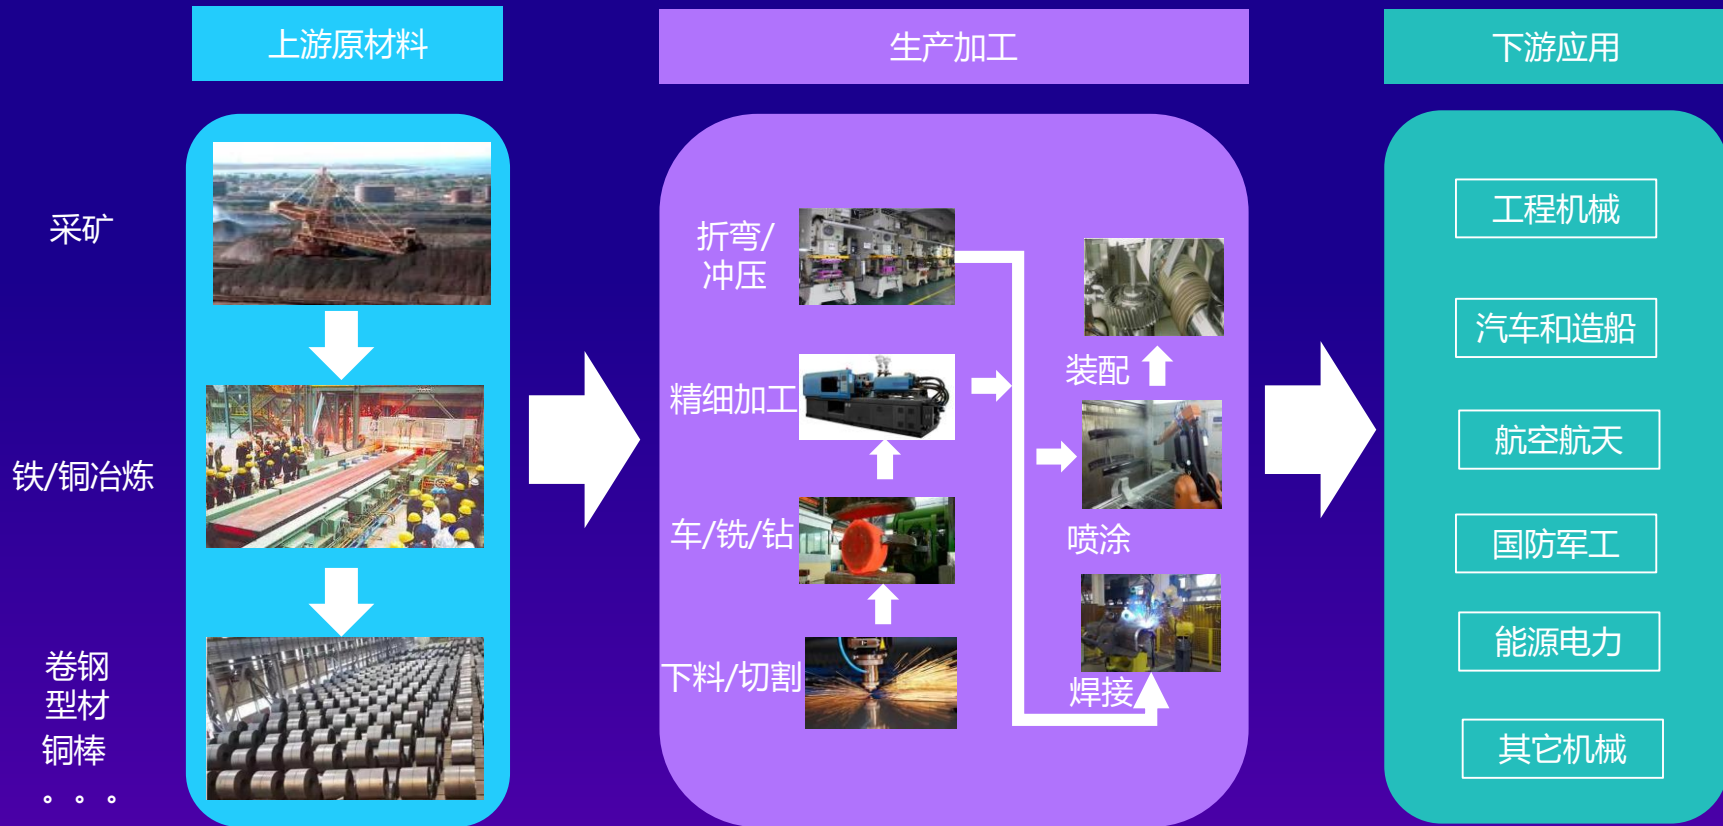 上游原材料
生产加工
下游应用
采矿
铁/铜冶炼
卷钢
型材
铜棒
。。。
折弯/
冲压
精细加工
车/铣/钻
下料/切割
装配
喷涂
焊接
工程机械
汽车和造船
航空航天
国防军工
能源电力
其它机械